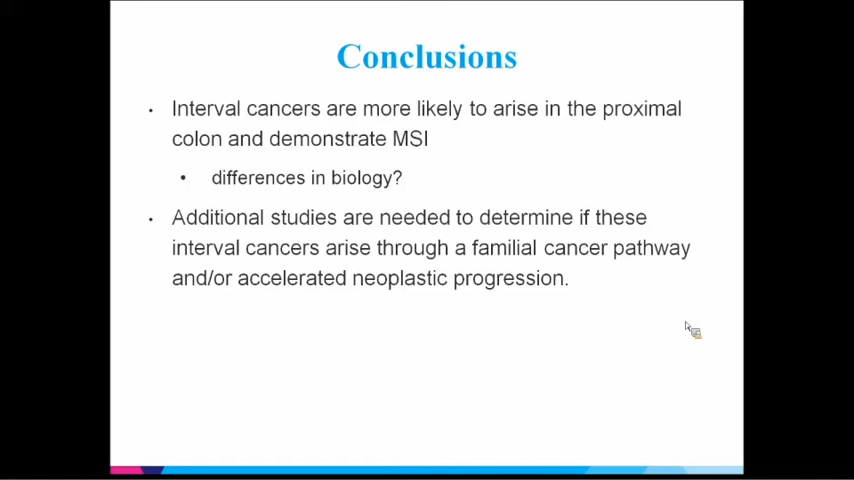 Conclusions
• Interval cancers are more likely to arise in the proximal
colon and demonstrate MSI
• differences in biology?
• Additional studies are needed to determine if these
interval cancers arise through a familial cancer pathway
and/or accelerated neoplastic progression.